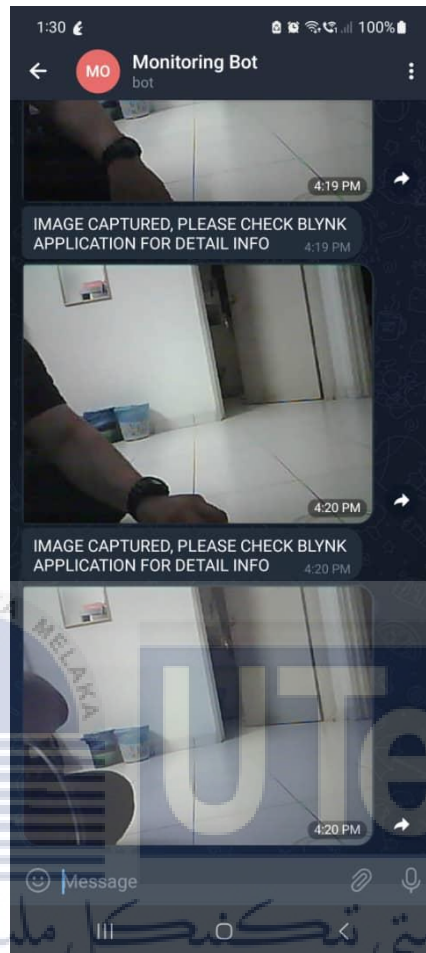 1:30 100%
MO Monitoring Bot
bot
4:19 PM
IMAGE CAPTURED, PLEASE CHECK BLYNK
APPLICATION FOR DETAIL INFO 4:19 PM
4:20 PM
IMAGE CAPTURED, PLEASE CHECK BLYNK
APPLICATION FOR DETAIL INFO 4:20 PM
MELAKA
UTe
4:20 PM
Message